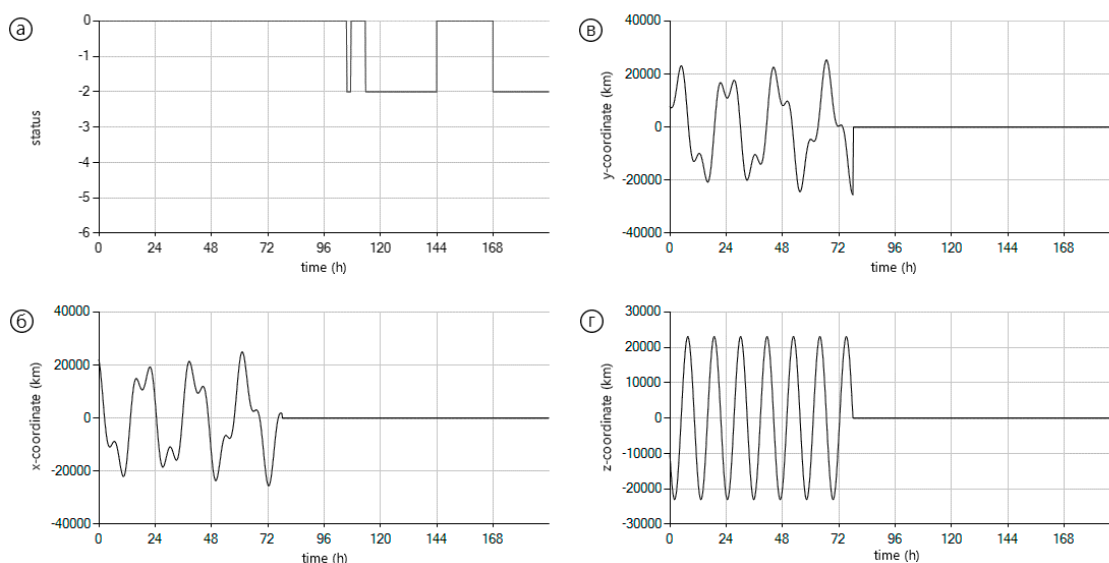 а
0
-1
-2
-3
-4
-5
-6
status
0 24 48 72 96 120 144 168
time (h)
в
40000
20000
0
-20000
-40000
y-coordinate (km)
0 24 48 72 96 120 144 168
time (h)
б
40000
20000
0
-20000
-40000
x-coordinate (km)
0 24 48 72 96 120 144 168
time (h)
г
30000
20000
10000
0
-10000
-20000
-30000
z-coordinate (km)
0 24 48 72 96 120 144 168
time (h)